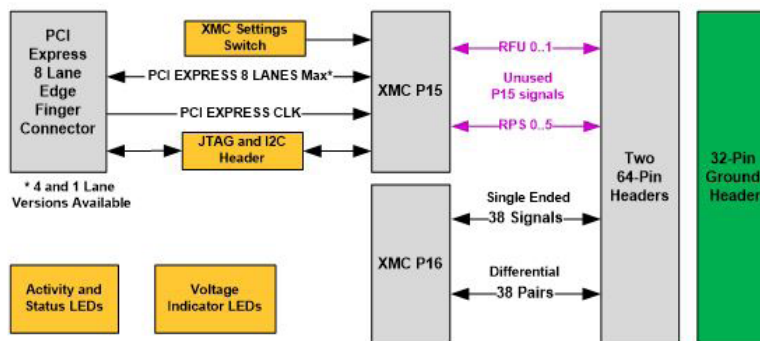 PCI
Express
8 Lane
Edge
Finger
Connector
* 4 and 1 Lane
Versions Available
XMC Settings
Switch
PCI EXPRESS 8 LANES Max*
PCI EXPRESS CLK
JTAG and I2C
Header
XMC P15
RFU 0..1
Unused
P15 signals
RPS 0..5
XMC P16
Single Ended
38 Signals
Differential
38 Pairs
Two
64-Pin
Headers
32-Pin
Ground
Header
Activity and
Status LEDs
Voltage
Indicator LEDs